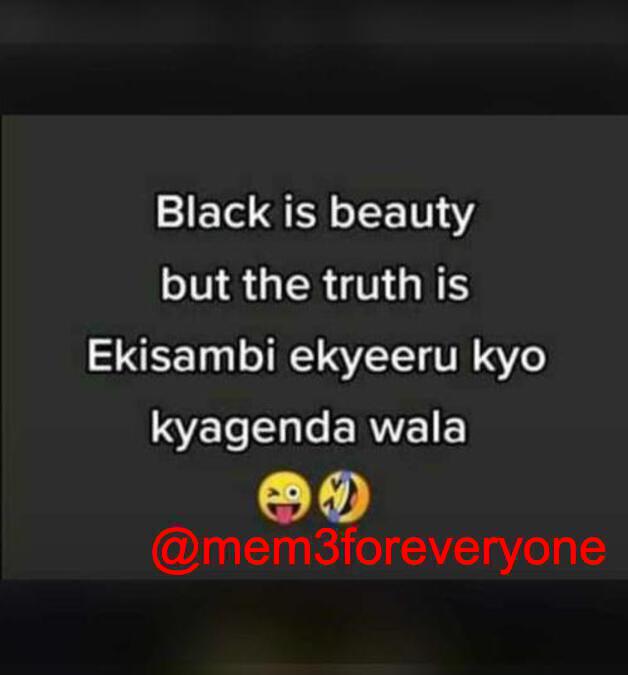 Black is beauty
but the truth is
Ekisambi ekyeeru kyo
kyagenda wala
@mem3foreveryone